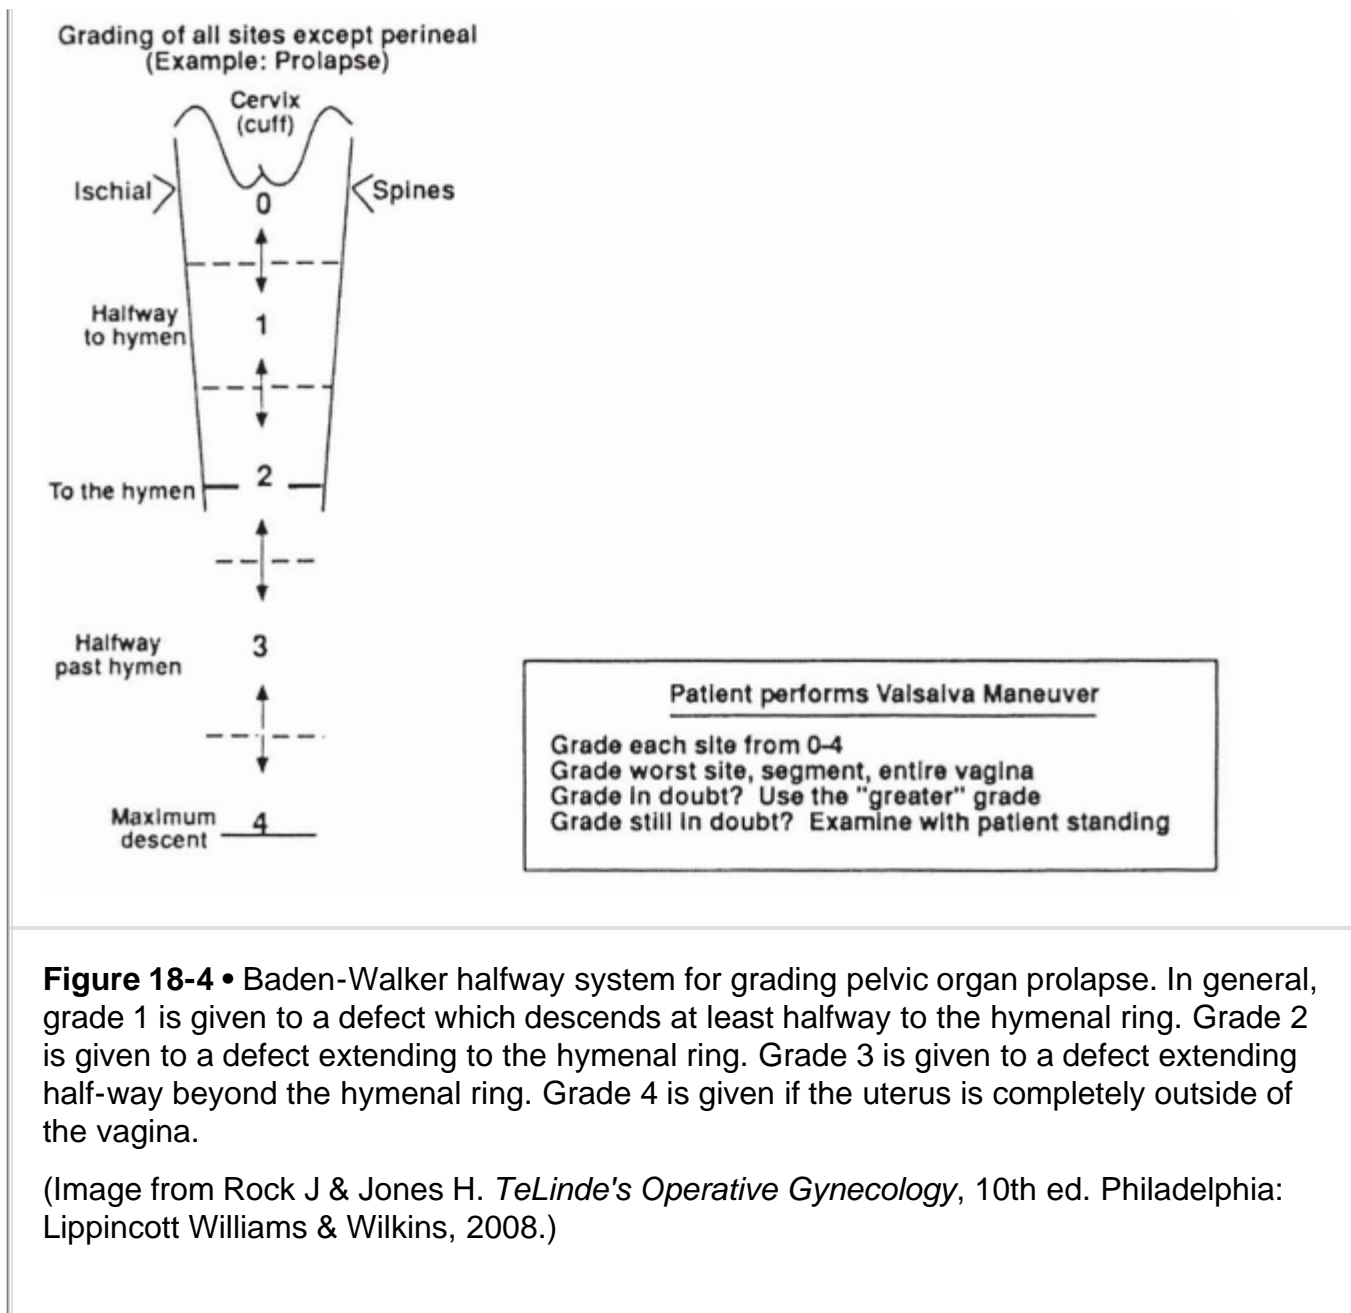 Grading of all sites except perineal
(Example: Prolapse)
Cervix
(cuff)
Ischial
Spines
0
Halfway
to hymen
1
To the hymen
2
Halfway
past hymen
3
Maximum
descent
4
Patient performs Valsalva Maneuver
Grade each site from 0-4
Grade worst site, segment, entire vagina
Grade in doubt? Use the "greater" grade
Grade still in doubt? Examine with patient standing
Figure 18-4 • Baden-Walker halfway system for grading pelvic organ prolapse. In general,
grade 1 is given to a defect which descends at least halfway to the hymenal ring. Grade 2
is given to a defect extending to the hymenal ring. Grade 3 is given to a defect extending
half-way beyond the hymenal ring. Grade 4 is given if the uterus is completely outside of
the vagina.
(Image from Rock J & Jones H. TeLinde's Operative Gynecology, 10th ed. Philadelphia:
Lippincott Williams & Wilkins, 2008.)